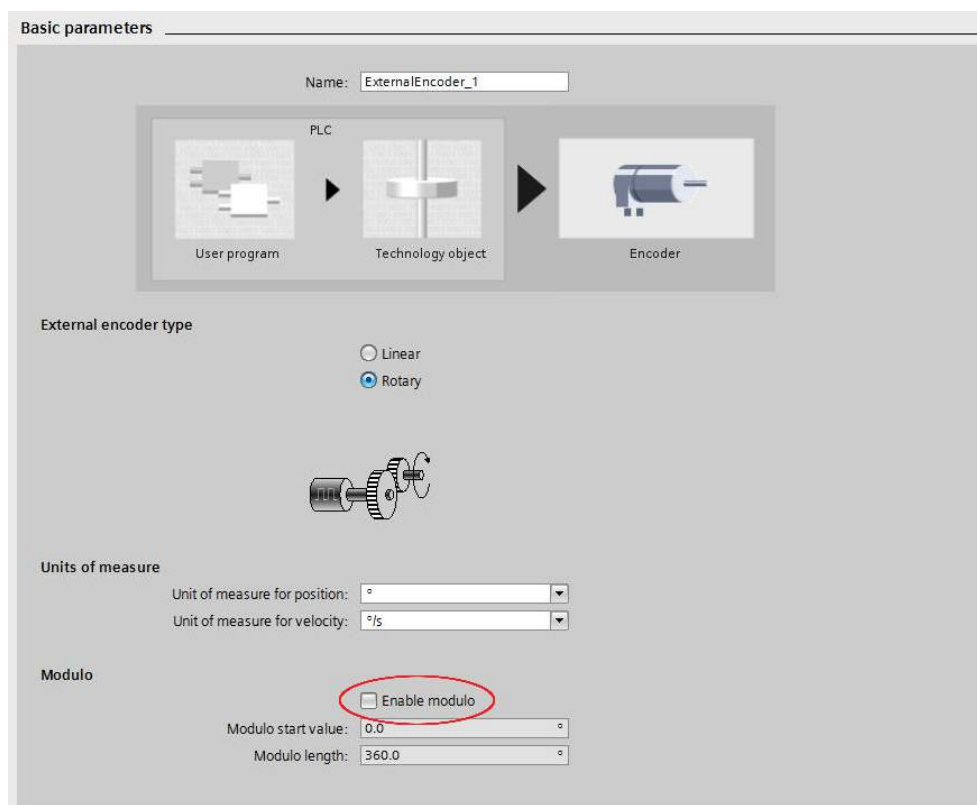 Basic parameters
Name: ExternalEncoder_1
PLC
User program
Technology object
Encoder
External encoder type
Linear
Rotary
Units of measure
Unit of measure for position: °
Unit of measure for velocity: °/s
Modulo
Enable modulo
Modulo start value: 0.0 °
Modulo length: 360.0 °